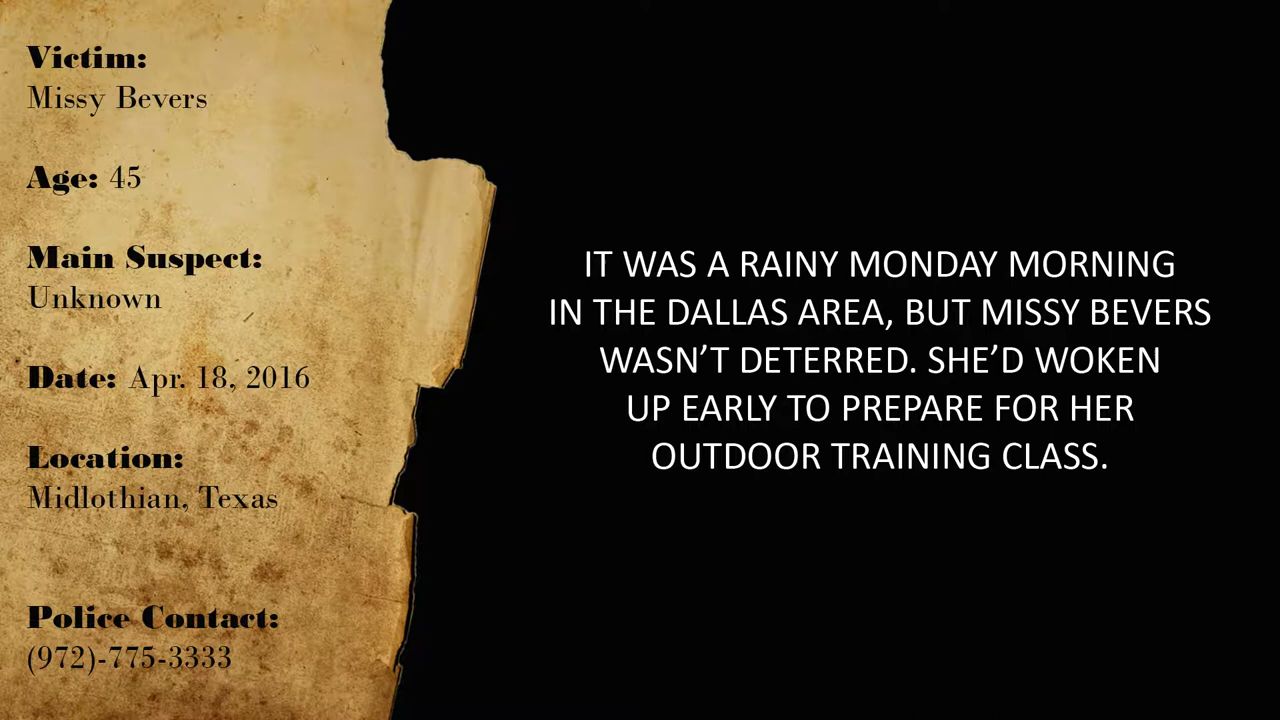 Victim:
Missy Bevers
Age: 45
Main Suspect:
Unknown
Date: Apr. 18, 2016
Location:
Midlothian, Texas
Police Contact:
(972)-775-3333
IT WAS A RAINY MONDAY MORNING
IN THE DALLAS AREA, BUT MISSY BEVERS
WASN’T DETERRED. SHE’D WOKEN
UP EARLY TO PREPARE FOR HER
OUTDOOR TRAINING CLASS.